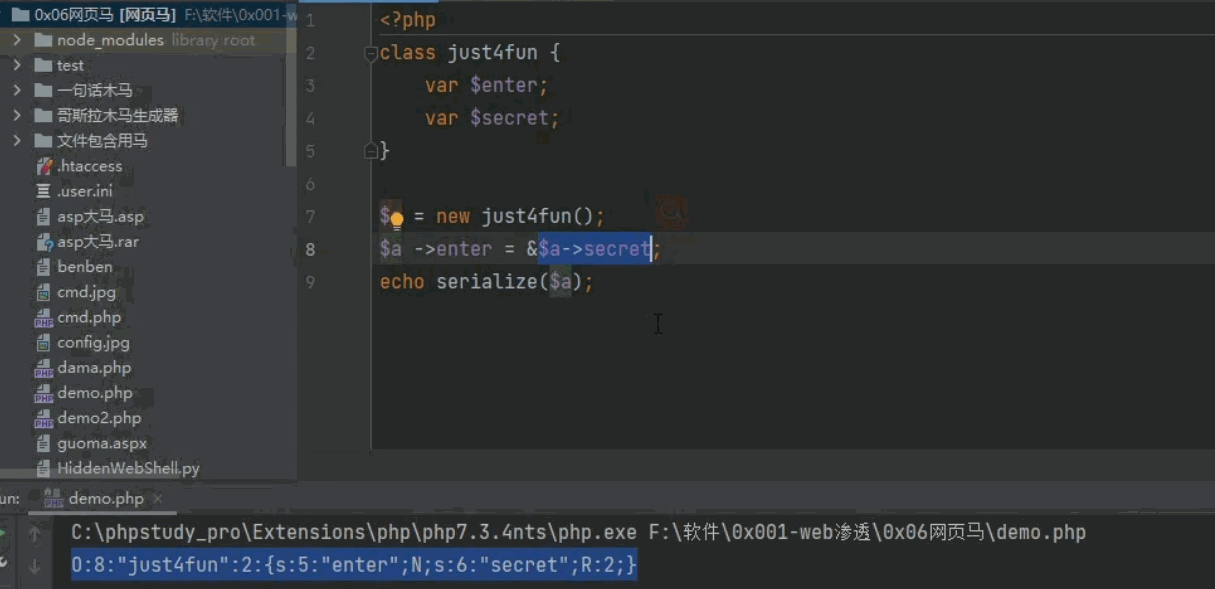 0x06网页马 [网页马] F:\软件\0x001-w
node_modules library root
test
一句话木马
哥斯拉木马生成器
文件包含用马
.htaccess
.user.ini
asp大马.asp
asp大马.rar
benben
cmd.jpg
cmd.php
config.jpg
dama.php
demo.php
demo2.php
guoma.aspx
HiddenWebShell.py
1 <?php
2 class just4fun {
3 var $enter;
4 var $secret;
5 }
6
7 $ = new just4fun();
8 $a ->enter = &$a->secret;
9 echo serialize($a);
un: demo.php ×
C:\phpstudy_pro\Extensions\php\php7.3.4nts\php.exe F:\软件\0x001-web渗透\0x06网页马\demo.php
O:8:"just4fun":2:{s:5:"enter";N;s:6:"secret";R:2;}